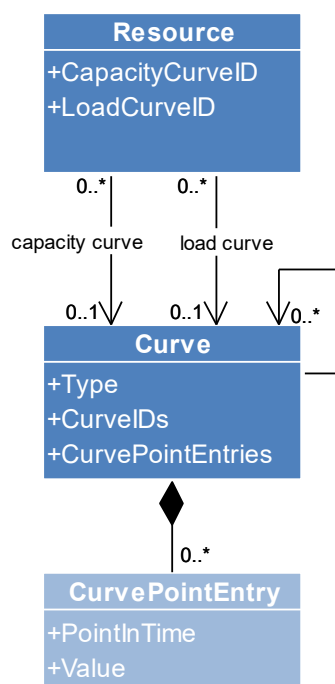 Resource
+CapacityCurveID
+LoadCurveID
0..* 0..*
capacity curve load curve
0..1 0..1 0..*
Curve
+Type
+CurveIDs
+CurvePointEntries
0..*
CurvePointEntry
+PointInTime
+Value